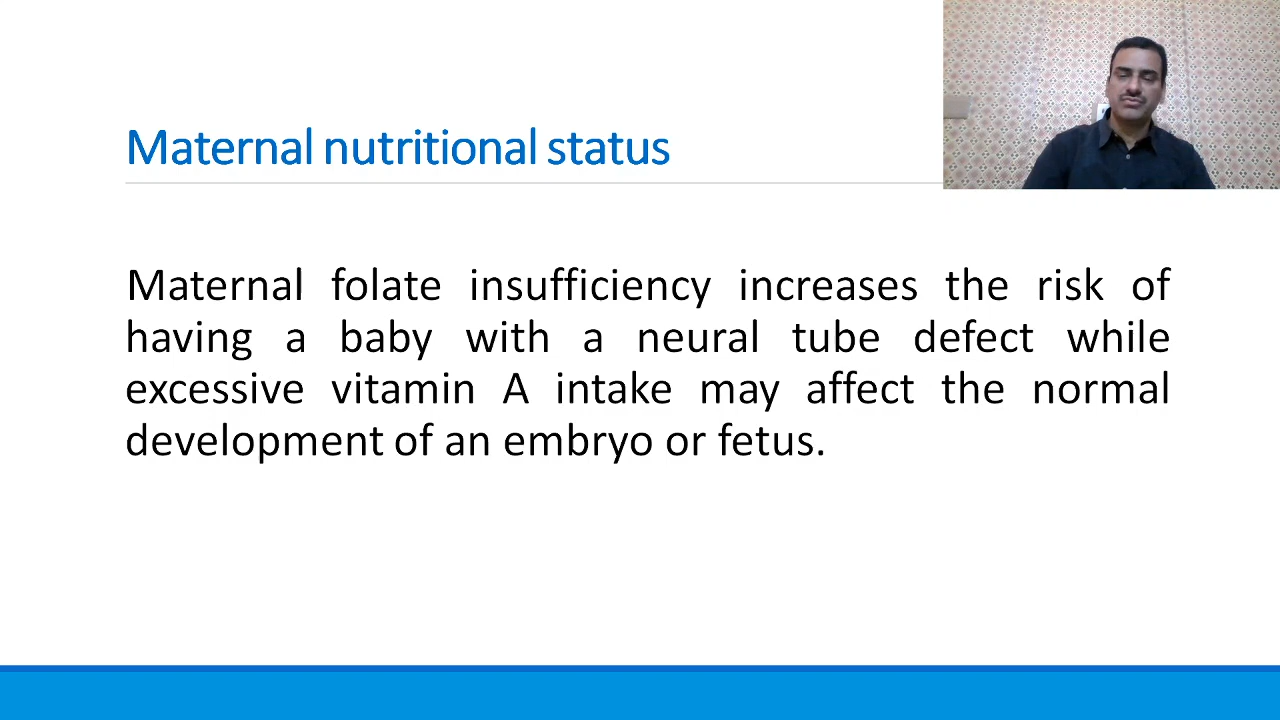 Maternal nutritional status
Maternal folate insufficiency increases the risk of
having a baby with a neural tube defect while
excessive vitamin A intake may affect the normal
development of an embryo or fetus.